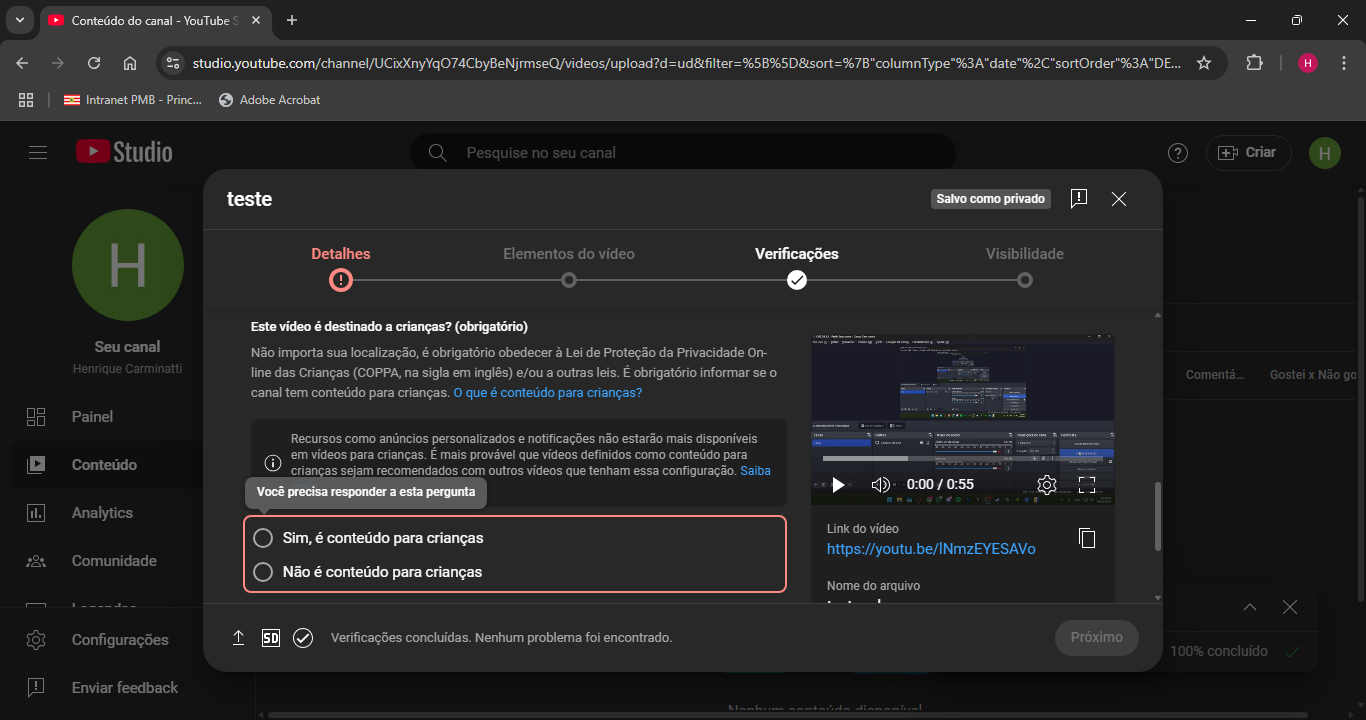 Conteúdo do canal - YouTube S
studio.youtube.com/channel/UCixXnyYqO74CbyBeNjrmseQ/videos/upload?d=ud&filter=%5B%5D&sort=%7B"columnType"%3A"date"%2C"sortOrder"%3A"DE...
H
Intranet PMB - Princ...
Adobe Acrobat
Studio
Pesquise no seu canal
Criar
H
H
Seu canal
Henrique Carminatti
Painel
Conteúdo
Analytics
Comunidade
Legendas
Configurações
Enviar feedback
teste
Salvo como privado
Detalhes
Elementos do vídeo
Verificações
Visibilidade
Este vídeo é destinado a crianças? (obrigatório)
Não importa sua localização, é obrigatório obedecer à Lei de Proteção da Privacidade On-
line das Crianças (COPPA, na sigla em inglês) e/ou a outras leis. É obrigatório informar se o
canal tem conteúdo para crianças. O que é conteúdo para crianças?
Recursos como anúncios personalizados e notificações não estarão mais disponíveis
em vídeos para crianças. É mais provável que vídeos definidos como conteúdo para
crianças sejam recomendados com outros vídeos que tenham essa configuração. Saiba
Você precisa responder a esta pergunta
Sim, é conteúdo para crianças
Não é conteúdo para crianças
0:00 / 0:55
Link do vídeo
https://youtu.be/lNmzEYESAVo
Nome do arquivo
SD
Verificações concluídas. Nenhum problema foi encontrado.
Próximo
Comentá...
Gostei x Não go
100% concluído
Nenhum conteúdo disponível